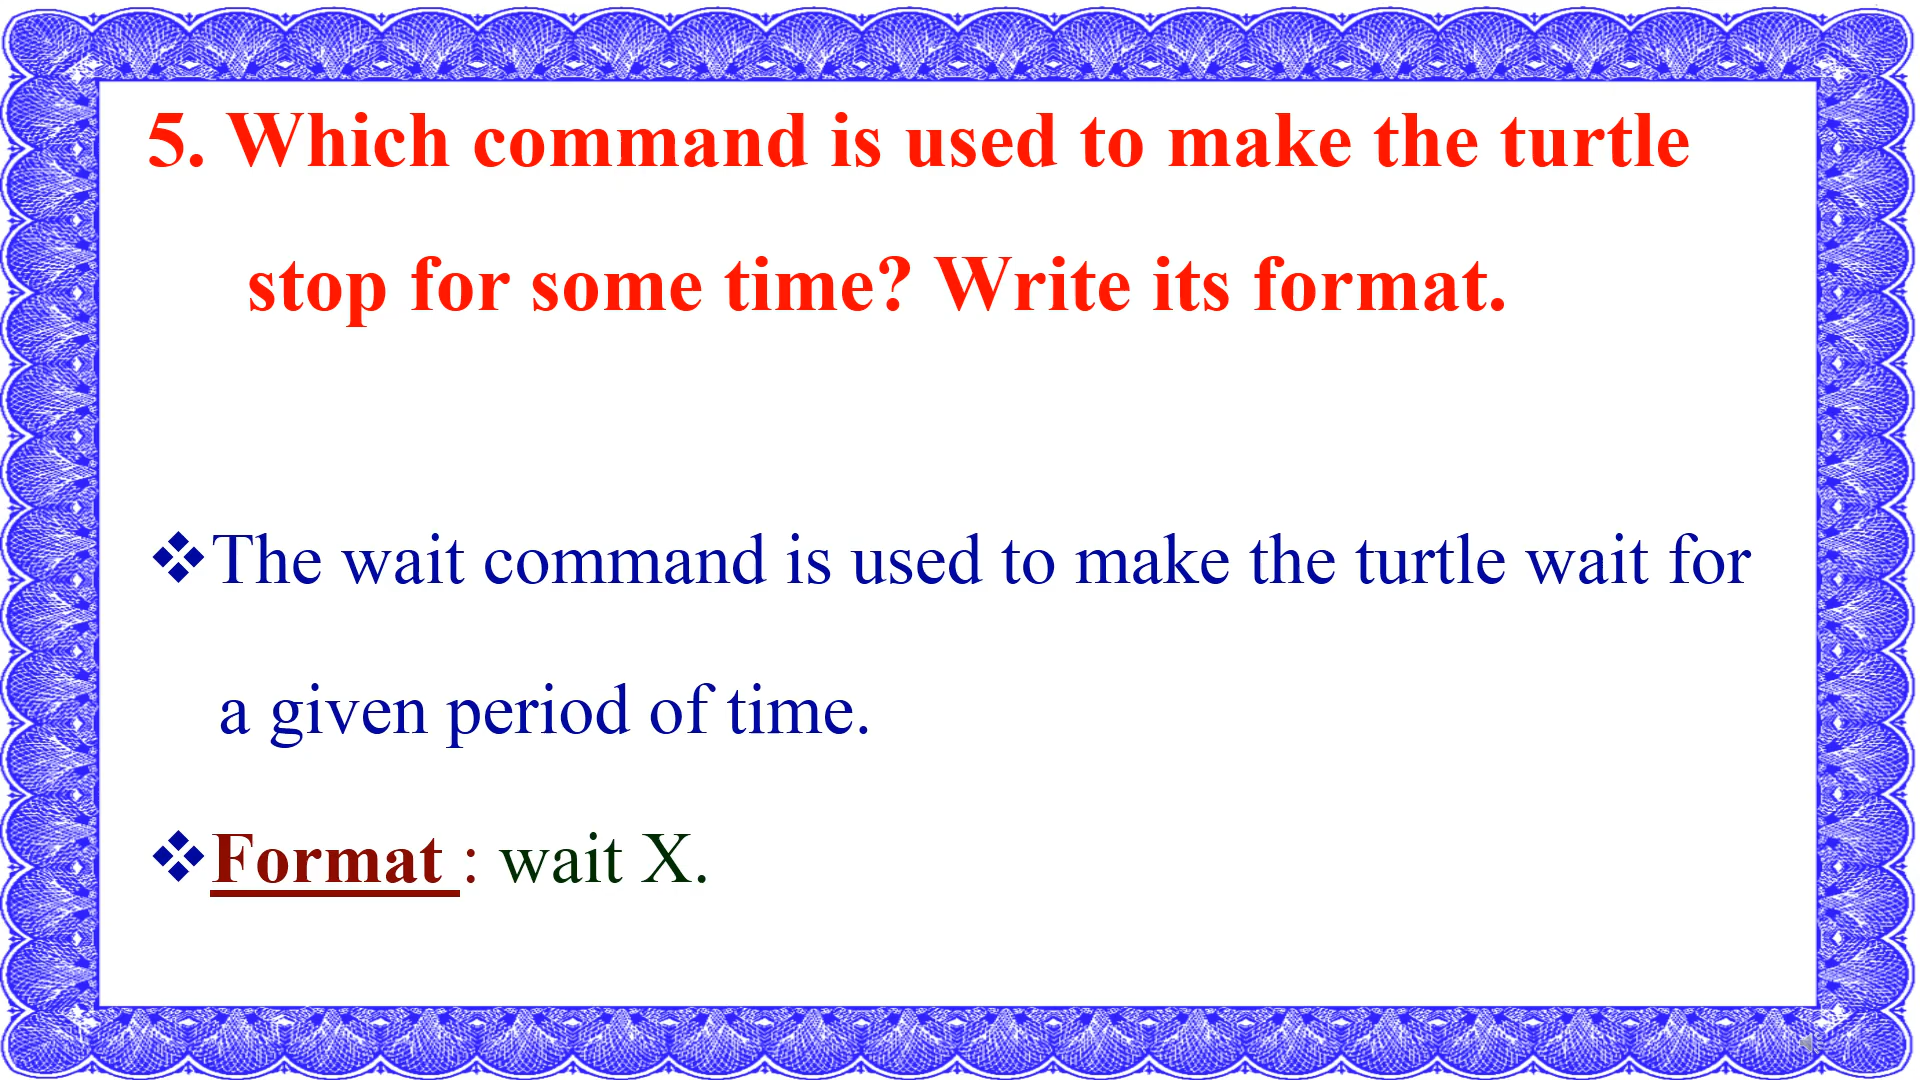 5. Which command is used to make the turtle
stop for some time? Write its format.
❖The wait command is used to make the turtle wait for
a given period of time.
❖Format : wait X.